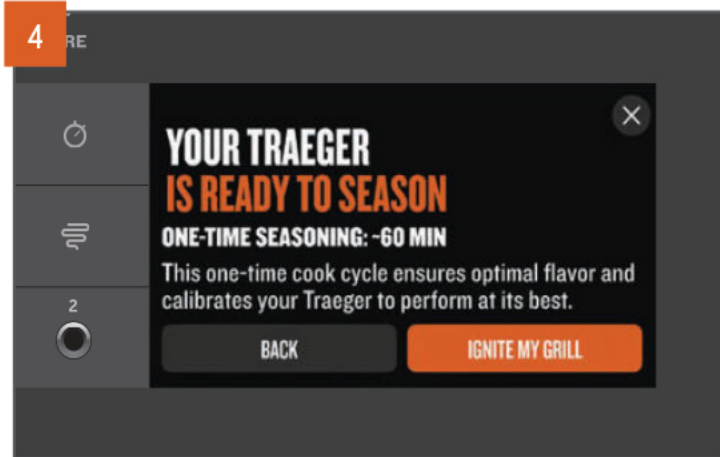 4
RE
YOUR TRAEGER
IS READY TO SEASON
ONE-TIME SEASONING: ~60 MIN
This one-time cook cycle ensures optimal flavor and
calibrates your Traeger to perform at its best.
2
BACK
IGNITE MY GRILL